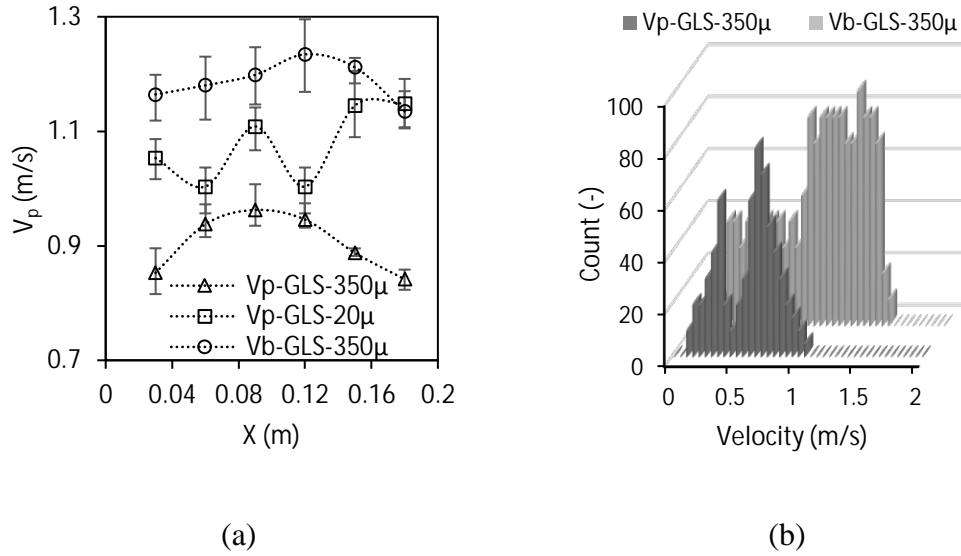 1.3
1.1
0.9
0.7
V_p (m/s)
Vp-GLS-350μ
Vp-GLS-20μ
Vb-GLS-350μ
0 0.04 0.08 0.12 0.16 0.2
X (m)
(a)
Vp-GLS-350μ Vb-GLS-350μ
100
80
60
40
20
0
Count (-)
0 0.5 1 1.5 2
Velocity (m/s)
(b)